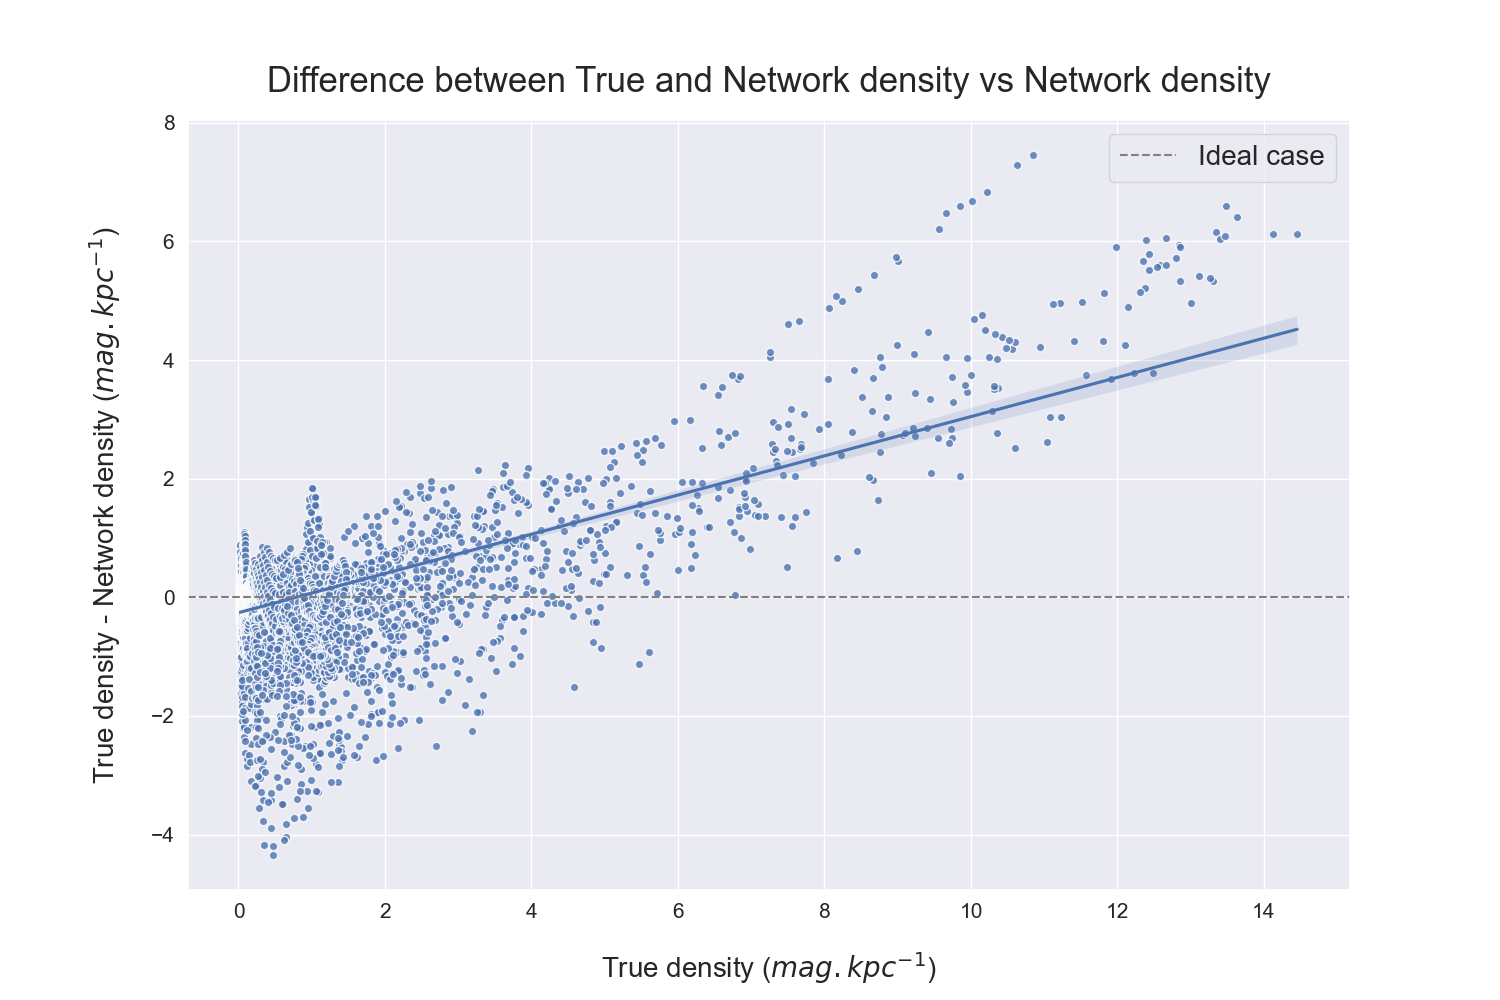 Difference between True and Network density vs Network density
8
6
4
2
0
−2
−4
True density - Network density (mag. kpc⁻¹)
Ideal case
0 2 4 6 8 10 12 14
True density (mag. kpc⁻¹)